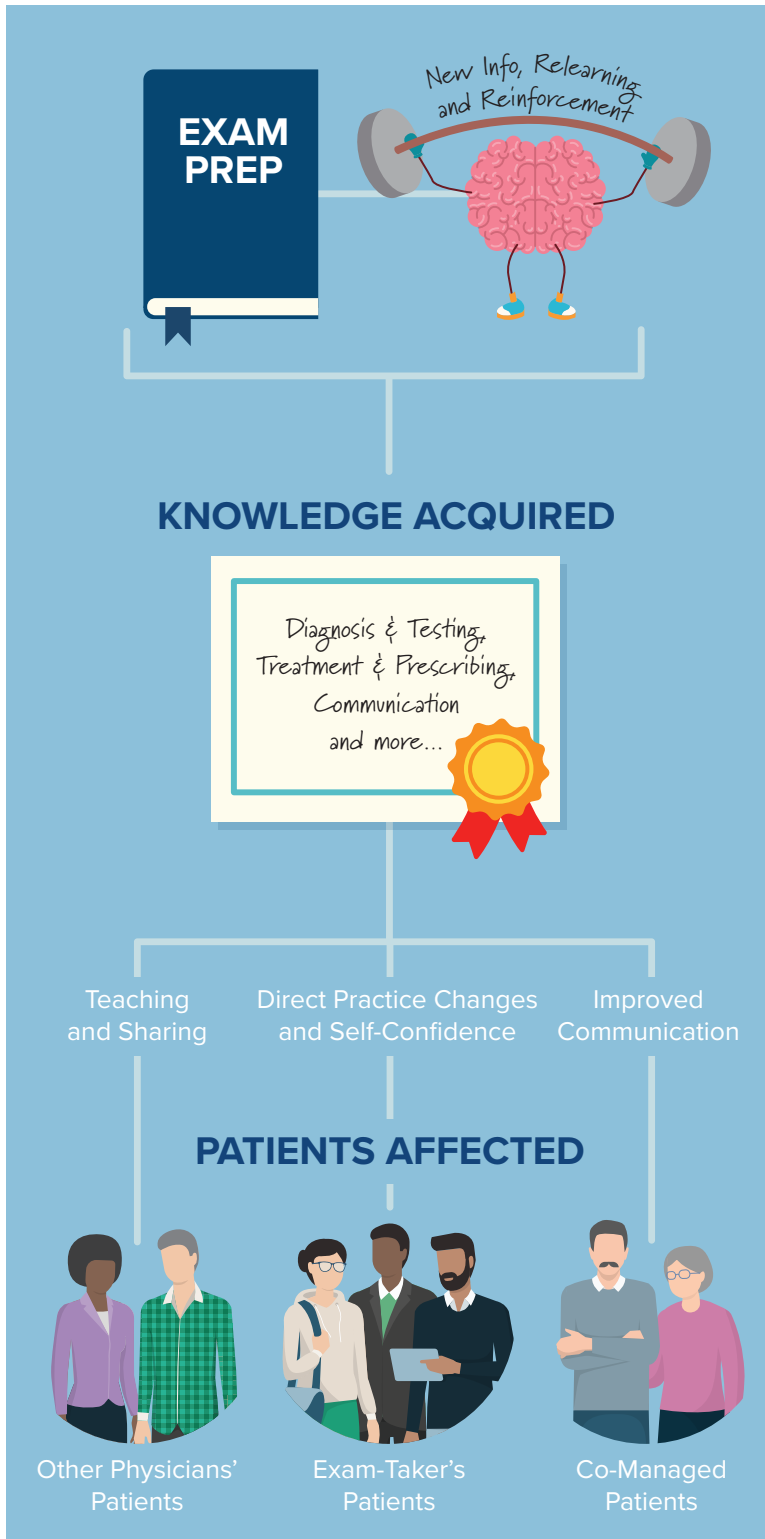 EXAM
PREP
New Info, Relearning
and Reinforcement
KNOWLEDGE ACQUIRED
Diagnosis & Testing,
Treatment & Prescribing,
Communication
and more...
Teaching
and Sharing
Direct Practice Changes
and Self-Confidence
Improved
Communication
PATIENTS AFFECTED
Other Physicians'
Patients
Exam-Taker's
Patients
Co-Managed
Patients